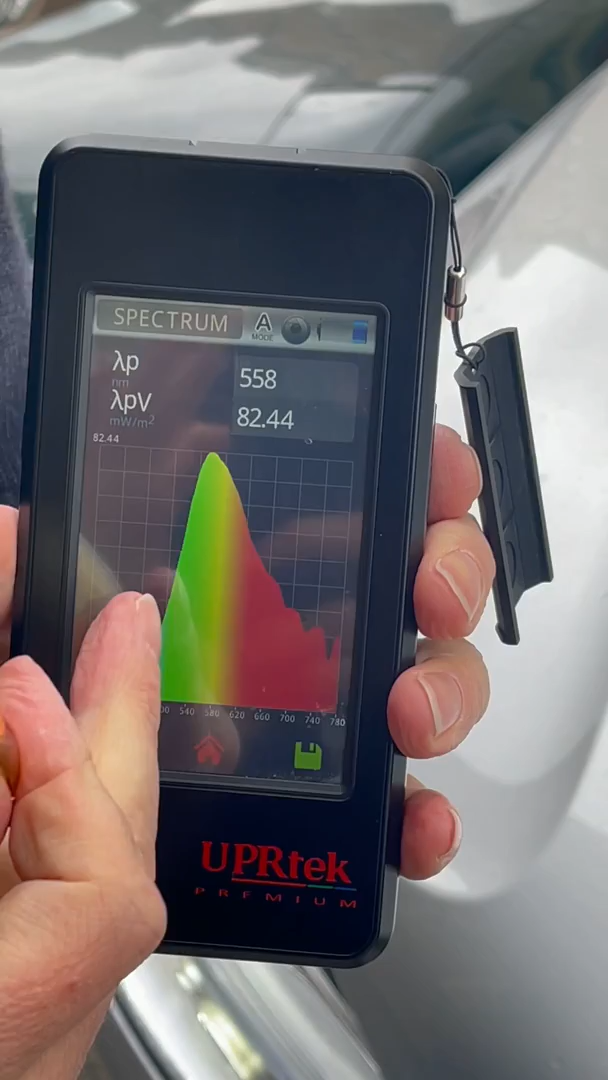 SPECTRUM A
MODE
λp 558
nm
λpV 82.44
mW/m²
82.44
540 580 620 660 700 740 780
UPRtek
PREMIUM